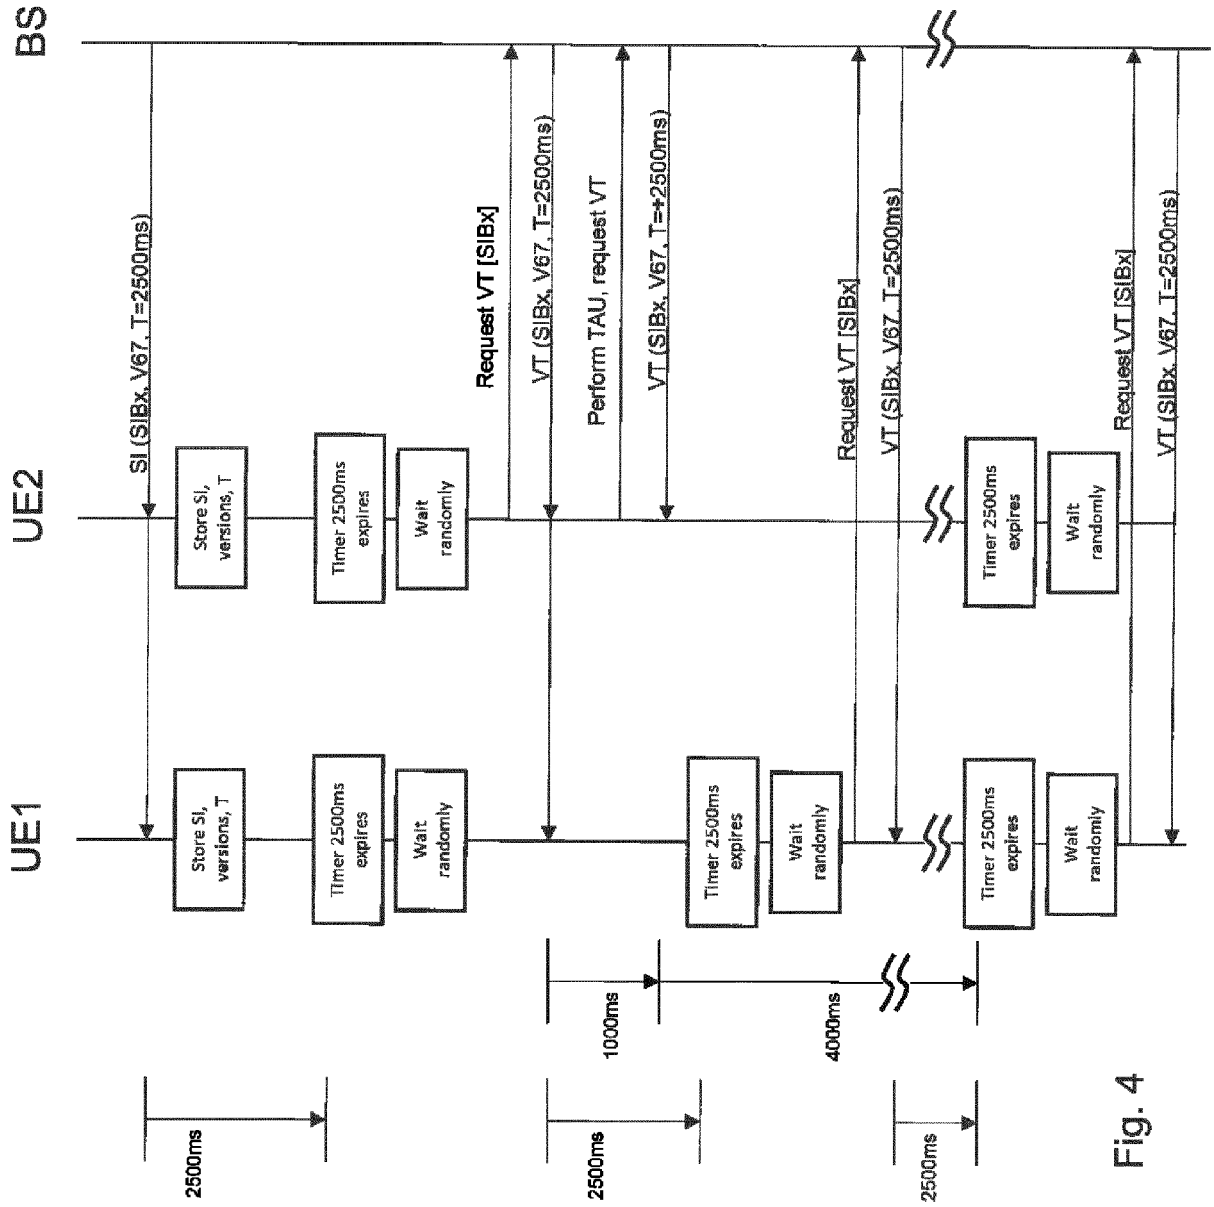 UE1
UE2
BS
SI (SIBx, V67, T=2500ms)
Store SI,
versions, T
Store SI,
versions, T
2500ms
Timer 2500ms
expires
Timer 2500ms
expires
Wait
randomly
Wait
randomly
Request VT [SIBx]
VT (SIBx, V67, T=2500ms)
Perform TAU, request VT
VT (SIBx, V67, T=+2500ms)
1000ms
2500ms
Timer 2500ms
expires
Wait
randomly
4000ms
Request VT [SIBx]
VT (SIBx, V67, T=2500ms)
2500ms
Timer 2500ms
expires
Timer 2500ms
expires
Wait
randomly
Wait
randomly
Request VT [SIBx]
VT (SIBx, V67, T=2500ms)
Fig. 4